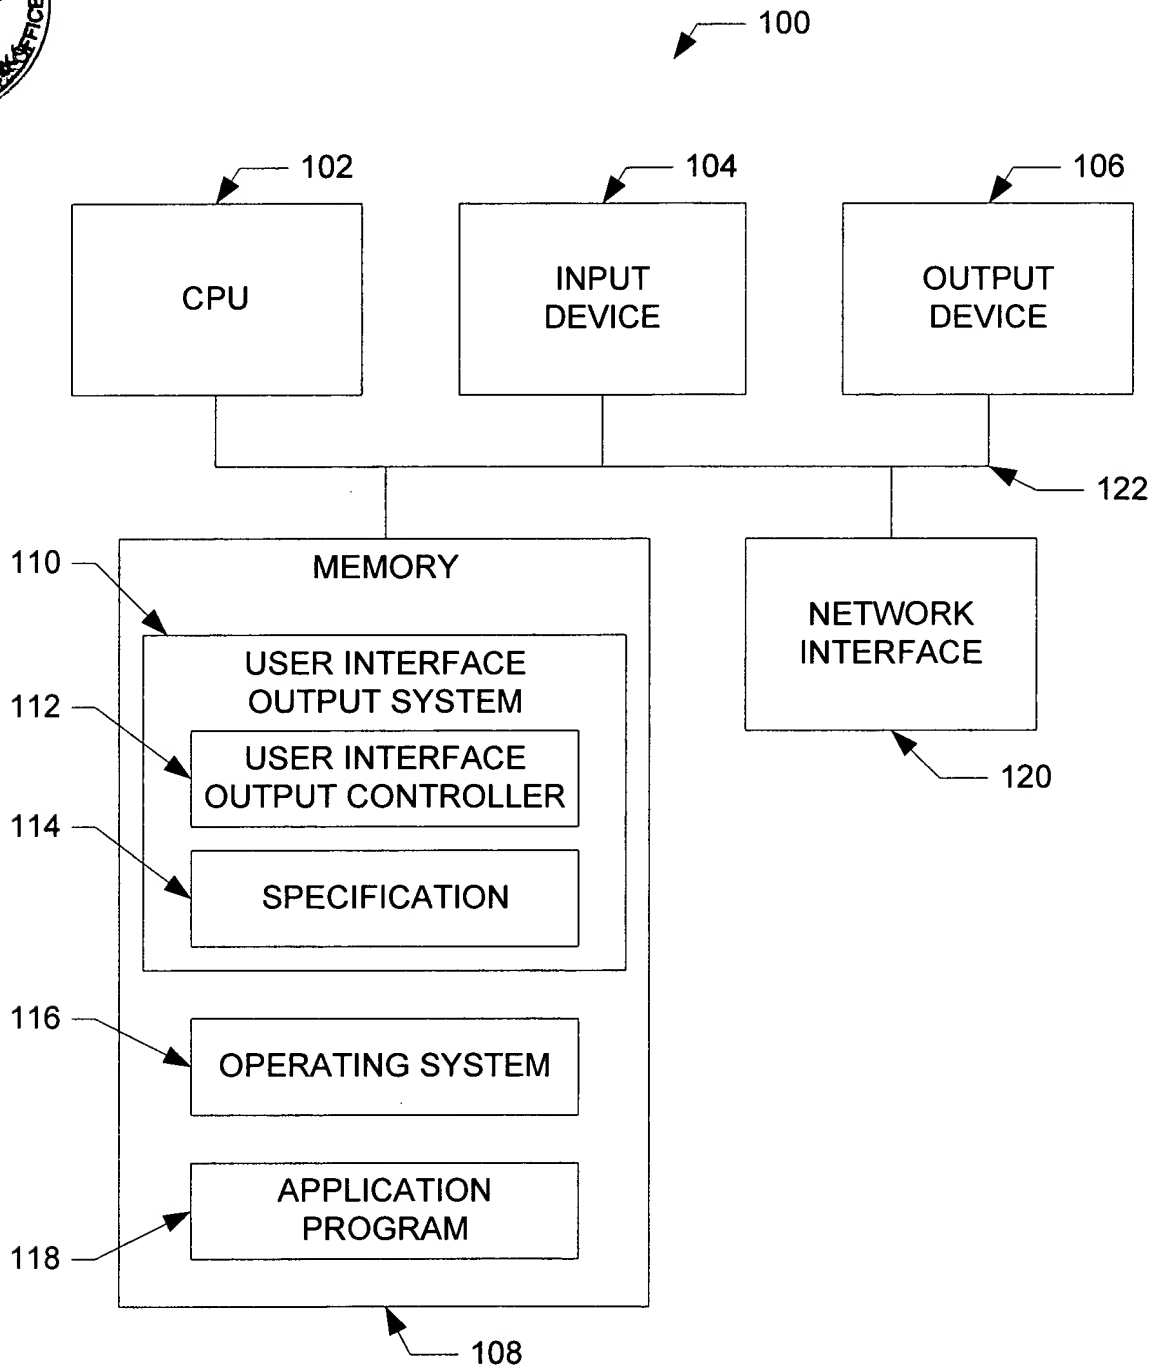 OFFICE
100
102
104
106
CPU
INPUT
DEVICE
OUTPUT
DEVICE
122
110
MEMORY
NETWORK
INTERFACE
USER INTERFACE
OUTPUT SYSTEM
112
USER INTERFACE
OUTPUT CONTROLLER
120
114
SPECIFICATION
116
OPERATING SYSTEM
APPLICATION
PROGRAM
118
108